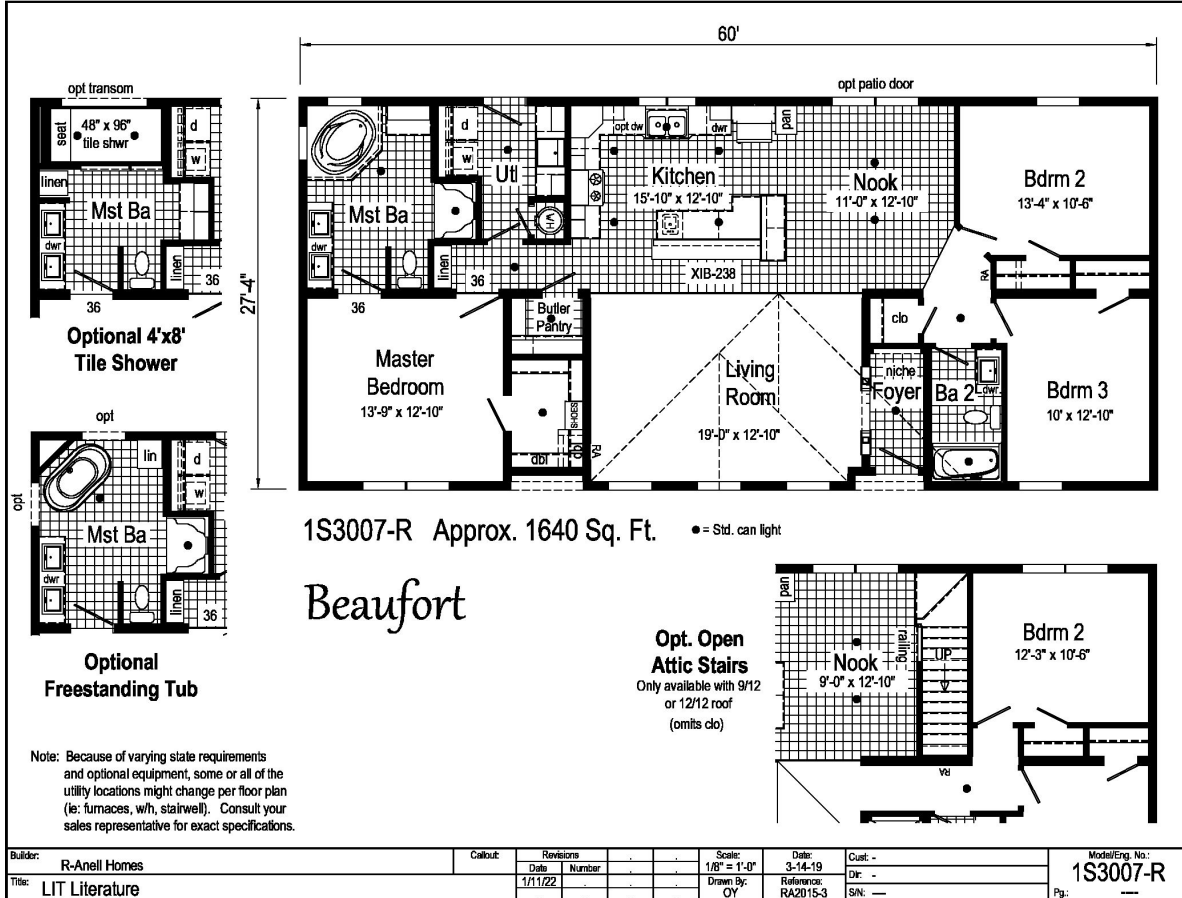 60'
opt patio door
27'-4"
opt transom
seat
48" x 96"
tile shwr
d
w
linen
Mst Ba
dwr
linen
36
36
Optional 4'x8'
Tile Shower
opt
opt
lin
d
w
Mst Ba
dwr
linen
36
Optional
Freestanding Tub
Mst Ba
dwr
linen
36
36
d
w
Utl
WH
opt dw
dwr
pan
Kitchen
15'-10" x 12'-10"
XIB-238
Nook
11'-0" x 12'-10"
Bdrm 2
13'-4" x 10'-6"
RA
Butler
Pantry
Master
Bedroom
13'-9" x 12'-10"
SHOES
dbl
dbl
RA
Living
Room
19'-0" x 12'-10"
clo
niche
Foyer
Ba 2
dwr
Bdrm 3
10' x 12'-10"
1S3007-R Approx. 1640 Sq. Ft.
● = Std. can light
Beaufort
Opt. Open
Attic Stairs
Only available with 9/12
or 12/12 roof
(omits clo)
pan
Nook
9'-0" x 12'-10"
railing
UP
Bdrm 2
12'-3" x 10'-6"
RA
Note: Because of varying state requirements
and optional equipment, some or all of the
utility locations might change per floor plan
(ie: furnaces, w/h, stairwell). Consult your
sales representative for exact specifications.
Builder:
R-Anell Homes
Title: LIT Literature
Callout:
Revisions
Date Number
1/11/22
Scale:
1/8" = 1'-0"
Drawn By:
OY
Date:
3-14-19
Reference:
RA2015-3
Cust: -
Dir: -
S/N: —
Model/Eng. No.:
1S3007-R
Pg.: ---